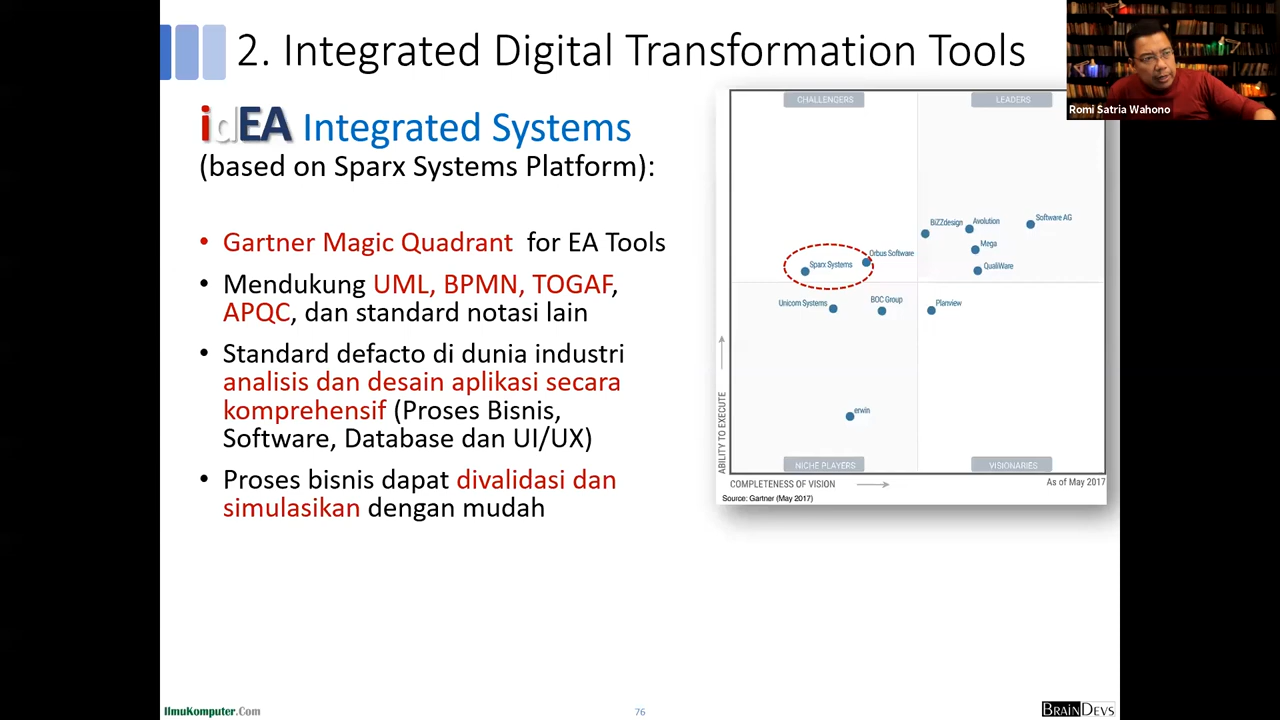 2. Integrated Digital Transformation Tools
Romi Satria Wahono
idEA Integrated Systems
(based on Sparx Systems Platform):
• Gartner Magic Quadrant for EA Tools
• Mendukung UML, BPMN, TOGAF,
APQC, dan standard notasi lain
• Standard defacto di dunia industri
analisis dan desain aplikasi secara
komprehensif (Proses Bisnis,
Software, Database dan UI/UX)
• Proses bisnis dapat divalidasi dan
simulasikan dengan mudah
CHALLENGERS
LEADERS
Software AG
BiZZdesign
Avolution
Mega
Orbus Software
Sparx Systems
QualiWare
Unicorn Systems
BOC Group
Planview
erwin
NICHE PLAYERS
VISIONARIES
ABILITY TO EXECUTE
COMPLETENESS OF VISION
As of May 2017
Source: Gartner (May 2017)
IlmuKomputer.Com
76
BRAINDEVS